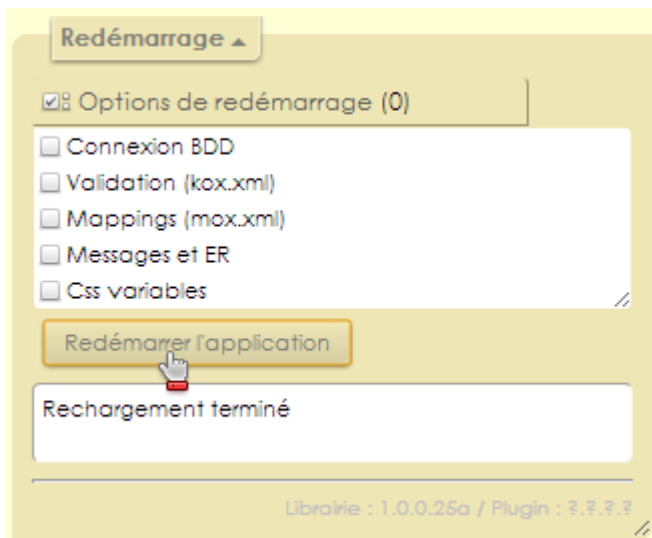 Redémarrage
Options de redémarrage (0)
Connexion BDD
Validation (kox.xml)
Mappings (mox.xml)
Messages et ER
Css variables
Redémarrer l'application
Rechargement terminé
Librairie : 1.0.0.25a / Plugin : ?.?.?.?